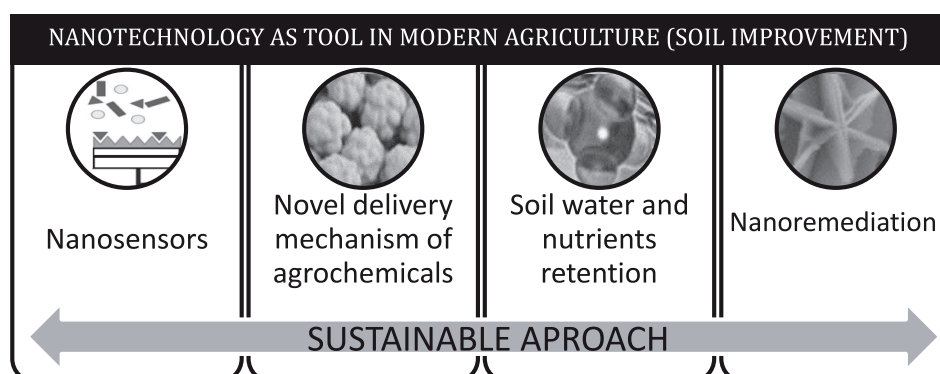 NANOTECHNOLOGY AS TOOL IN MODERN AGRICULTURE (SOIL IMPROVEMENT)
Nanosensors
Novel delivery
mechanism of
agrochemicals
Soil water and
nutrients
retention
Nanoremediation
SUSTAINABLE APROACH